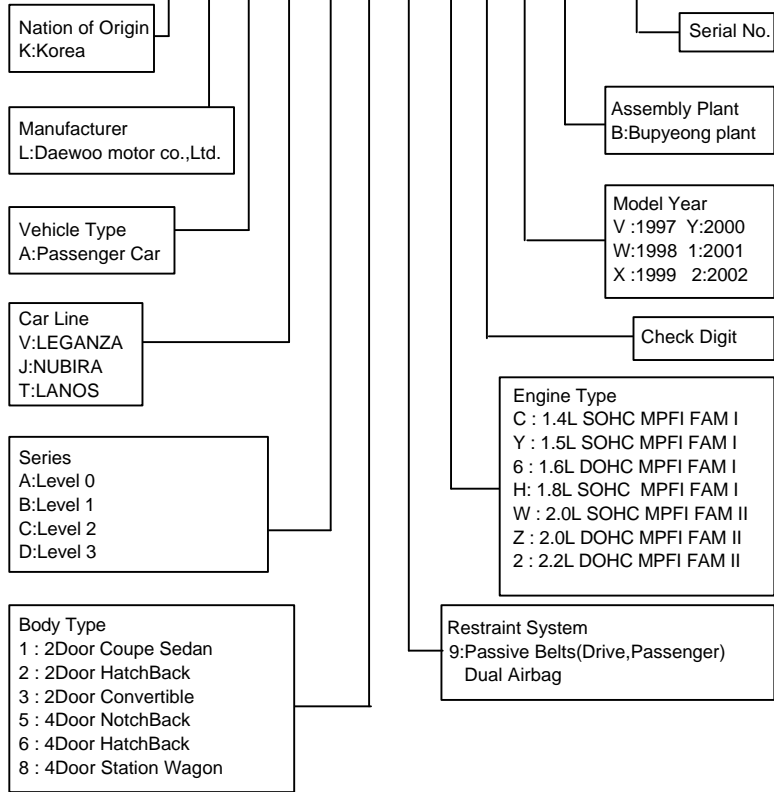 Nation of Origin
K:Korea
Manufacturer
L:Daewoo motor co.,Ltd.
Vehicle Type
A:Passenger Car
Car Line
V:LEGANZA
J:NUBIRA
T:LANOS
Series
A:Level 0
B:Level 1
C:Level 2
D:Level 3
Body Type
1 : 2Door Coupe Sedan
2 : 2Door HatchBack
3 : 2Door Convertible
5 : 4Door NotchBack
6 : 4Door HatchBack
8 : 4Door Station Wagon
Serial No.
Assembly Plant
B:Bupyeong plant
Model Year
V :1997 Y:2000
W:1998 1:2001
X :1999 2:2002
Check Digit
Engine Type
C : 1.4L SOHC MPFI FAM I
Y : 1.5L SOHC MPFI FAM I
6 : 1.6L DOHC MPFI FAM I
H: 1.8L SOHC MPFI FAM I
W : 2.0L SOHC MPFI FAM II
Z : 2.0L DOHC MPFI FAM II
2 : 2.2L DOHC MPFI FAM II
Restraint System
9:Passive Belts(Drive,Passenger)
Dual Airbag